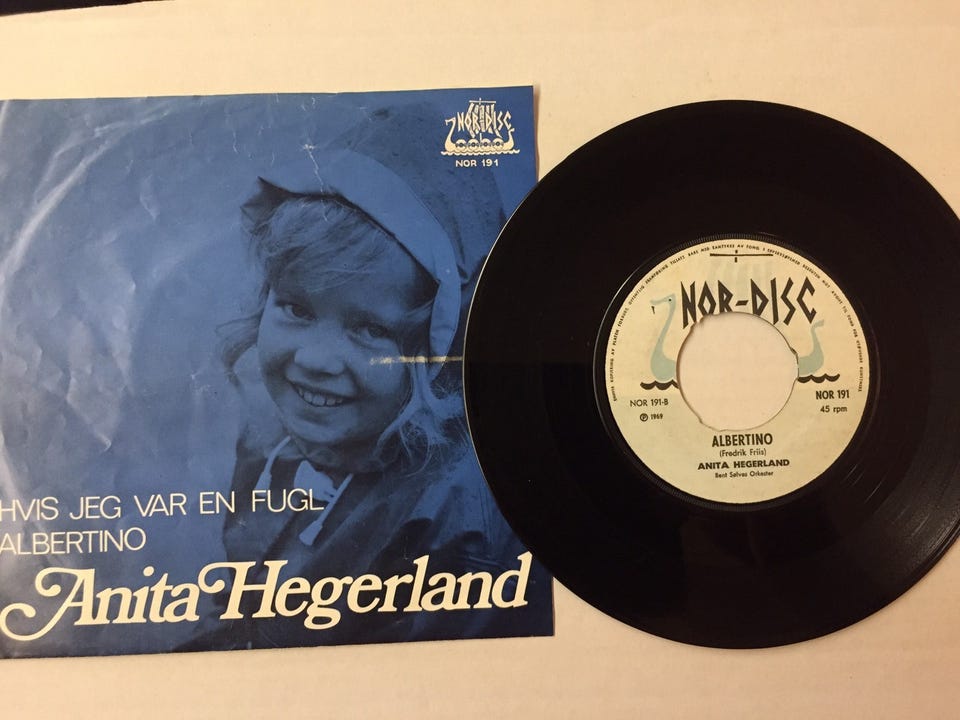 NOR-DISC
NOR 191
HVIS JEG VAR EN FUGL
ALBERTINO
Anita Hegerland
NOR-DISC
NOR 191-B
NOR 191
℗ 1969
45 rpm
ALBERTINO
(Fredrik Friis)
ANITA HEGERLAND
Bent Sølves Orkester